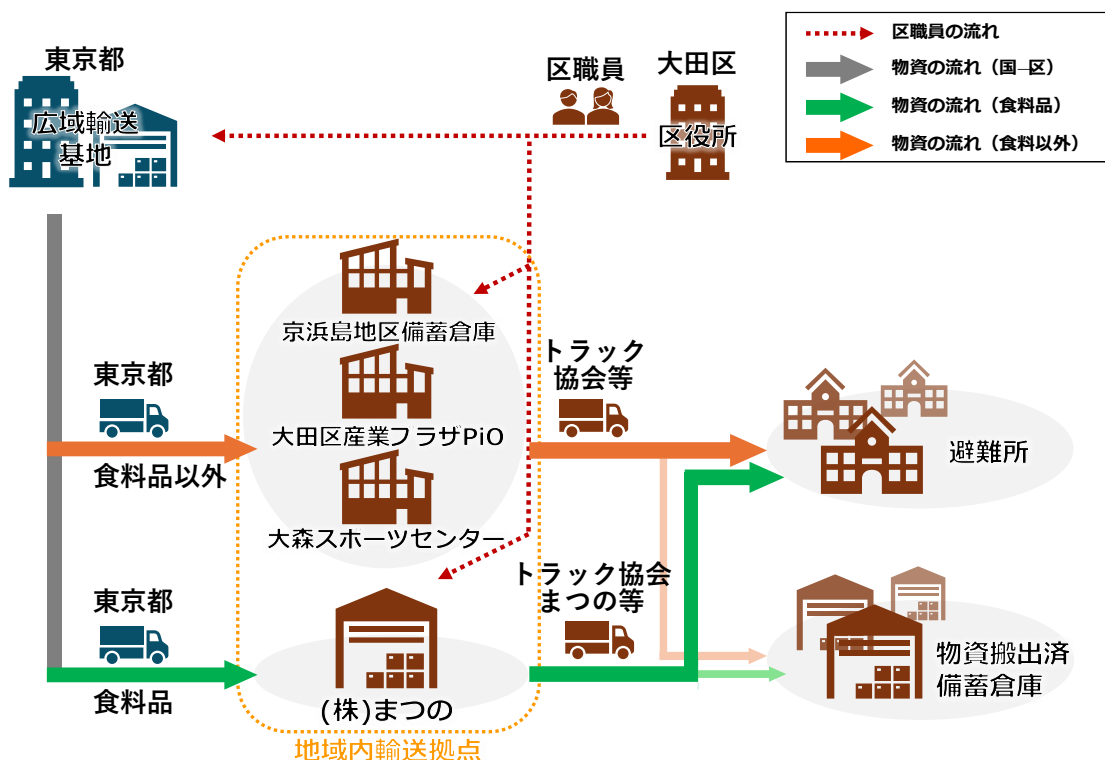 東京都
広域輸送
基地
区職員
大田区
区役所
区職員の流れ
物資の流れ（国―区）
物資の流れ（食料品）
物資の流れ（食料以外）
京浜島地区備蓄倉庫
大田区産業プラザPiO
大森スポーツセンター
東京都
食料品以外
トラック
協会等
避難所
東京都
食料品
(株)まつの
トラック協会
まつの等
物資搬出済
備蓄倉庫
地域内輸送拠点